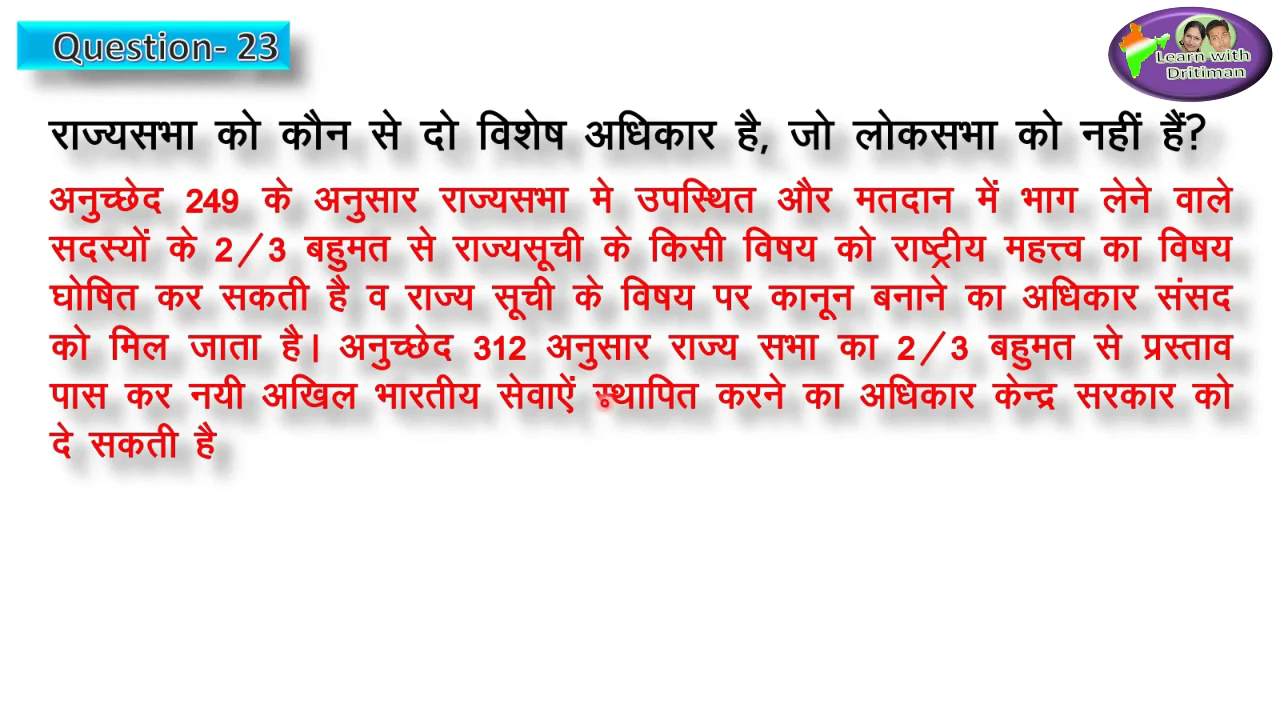 Question- 23
Learn with
Dritiman
राज्यसभा को कौन से दो विशेष अधिकार है, जो लोकसभा को नहीं हैं?
अनुच्छेद 249 के अनुसार राज्यसभा मे उपस्थित और मतदान में भाग लेने वाले
सदस्यों के 2/3 बहुमत से राज्यसूची के किसी विषय को राष्ट्रीय महत्त्व का विषय
घोषित कर सकती है व राज्य सूची के विषय पर कानून बनाने का अधिकार संसद
को मिल जाता है। अनुच्छेद 312 अनुसार राज्य सभा का 2/3 बहुमत से प्रस्ताव
पास कर नयी अखिल भारतीय सेवाऐं स्थापित करने का अधिकार केन्द्र सरकार को
दे सकती है